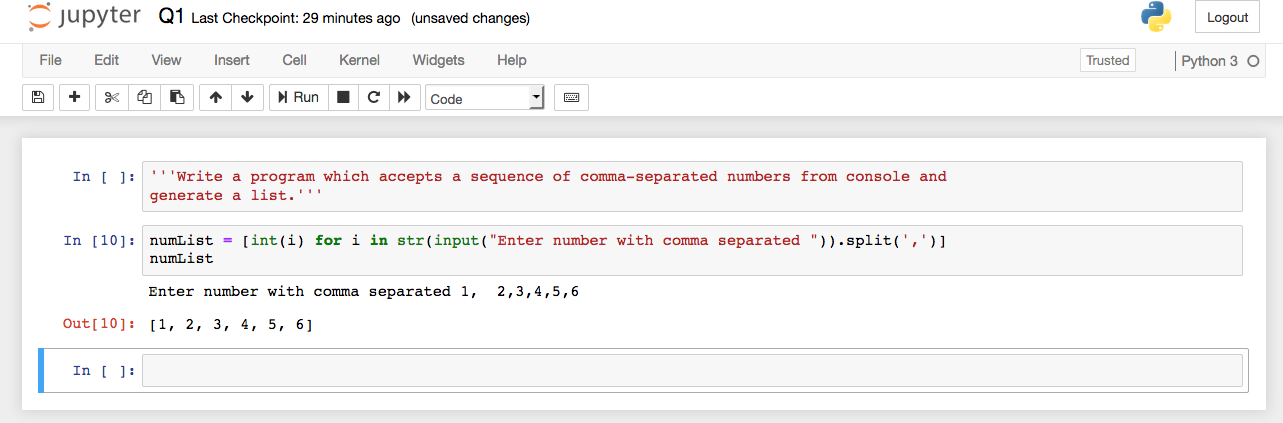 jupyter Q1 Last Checkpoint: 29 minutes ago (unsaved changes) Logout
File Edit View Insert Cell Kernel Widgets Help Trusted Python 3
Run Code
In [ ]: '''Write a program which accepts a sequence of comma-separated numbers from console and
generate a list.'''
In [10]: numList = [int(i) for i in str(input("Enter number with comma separated ")).split(',')]
numList
Enter number with comma separated 1,  2,3,4,5,6
Out[10]: [1, 2, 3, 4, 5, 6]
In [ ]: